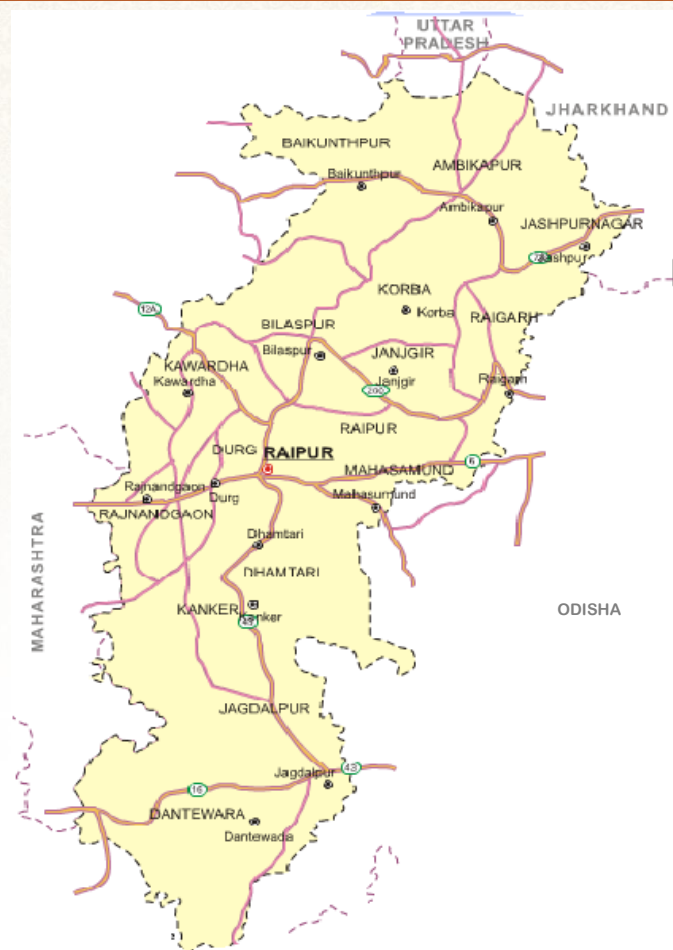 UTTAR
PRADESH
JHARKHAND
BAIKUNTHPUR
AMBIKAPUR
Baikunthpur
Ambikapur
JASHPURNAGAR
Jashpur
KORBA
12A
Korba
RAIGARH
BILASPUR
Bilaspur
JANJGIR
KAWARDHA
Kawardha
Janjgir
Raigarh
200
RAIPUR
DURG
RAIPUR
6
MAHASAMUND
Rajnandgaon
Durg
Mahasumund
RAJNANDGAON
MAHARASHTRA
Dhamtari
DHAMTARI
KANKER
Kanker
43
ODISHA
JAGDALPUR
Jagdalpur
43
16
DANTEWARA
Dantewada